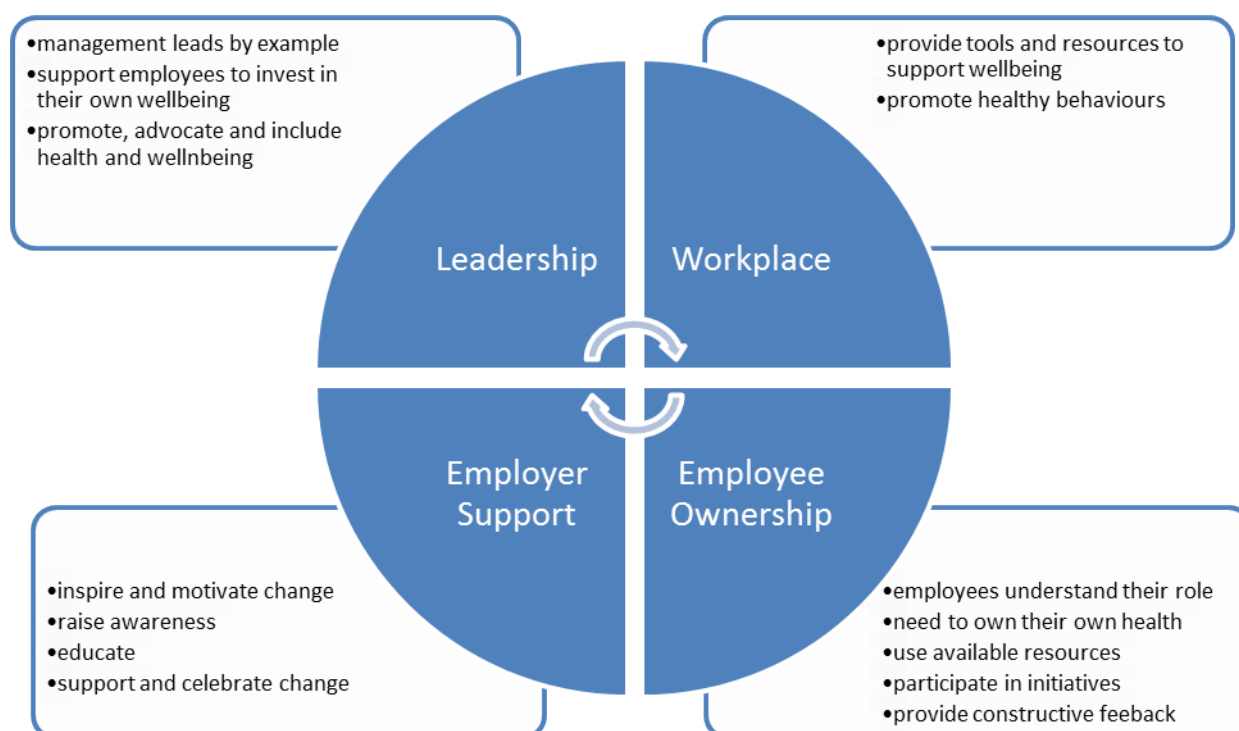 •management leads by example
•support employees to invest in
their own wellbeing
•promote, advocate and include
health and wellnbeing
•provide tools and resources to
support wellbeing
•promote healthy behaviours
Leadership
Workplace
Employer
Support
Employee
Ownership
•inspire and motivate change
•raise awareness
•educate
•support and celebrate change
•employees understand their role
•need to own their own health
•use available resources
•participate in initiatives
•provide constructive feeback